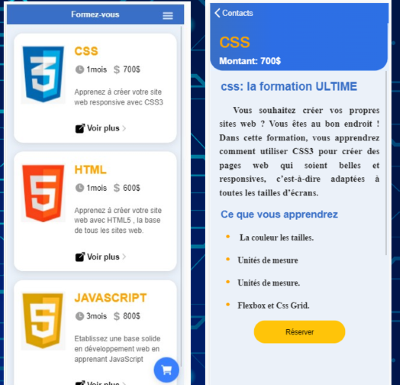 Formez-vous
CSS
1mois $ 700$
Apprenez à créer votre site
web responsive avec CSS3
Voir plus >
HTML
5
1mois $ 600$
Apprenez à créer votre site
web avec HTML5 , la base
de tous les sites web.
Voir plus >
JAVASCRIPT
5
3mois $ 800$
Etablissez une base solide
en développement web en
apprenant JavaScript
Voir plus >
Contacts
CSS
Montant: 700$
css: la formation ULTIME
Vous souhaitez créer vos propres
sites web ? Vous êtes au bon endroit !
Dans cette formation, vous apprendrez
comment utiliser CSS3 pour créer des
pages web qui soient belles et
responsives, c'est-à-dire adaptées à
toutes les tailles d'écrans.
Ce que vous apprendrez
La couleur les tailles.
Unités de mesure
Unités de mesure.
Flexbox et Css Grid.
Réserver